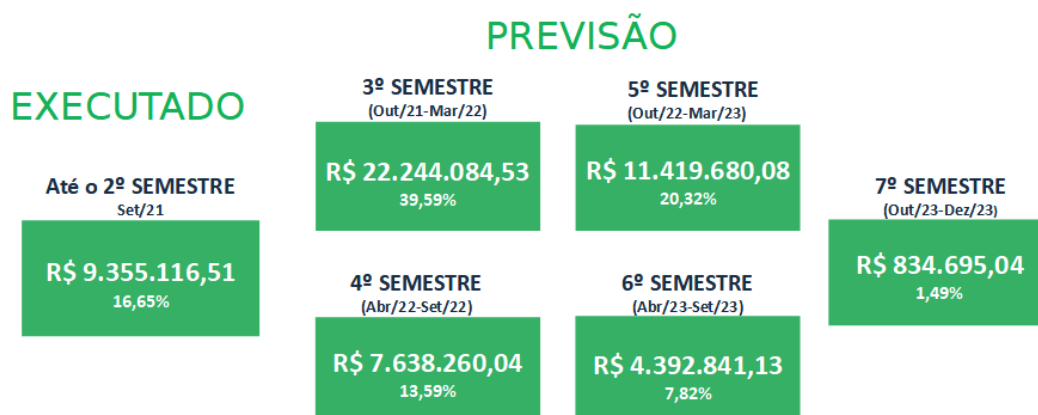 PREVISÃO
EXECUTADO
Até o 2º SEMESTRE
Set/21
R$ 9.355.116,51
16,65%
3º SEMESTRE
(Out/21-Mar/22)
R$ 22.244.084,53
39,59%
4º SEMESTRE
(Abr/22-Set/22)
R$ 7.638.260,04
13,59%
5º SEMESTRE
(Out/22-Mar/23)
R$ 11.419.680,08
20,32%
6º SEMESTRE
(Abr/23-Set/23)
R$ 4.392.841,13
7,82%
7º SEMESTRE
(Out/23-Dez/23)
R$ 834.695,04
1,49%